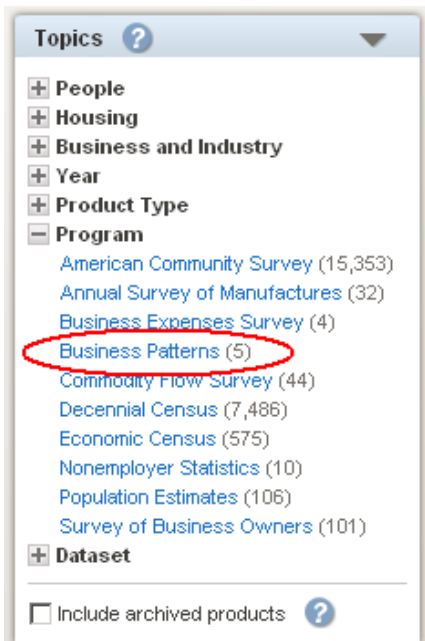 Topics ?
People
Housing
Business and Industry
Year
Product Type
Program
American Community Survey (15,353)
Annual Survey of Manufactures (32)
Business Expenses Survey (4)
Business Patterns (5)
Commodity Flow Survey (44)
Decennial Census (7,486)
Economic Census (575)
Nonemployer Statistics (10)
Population Estimates (106)
Survey of Business Owners (101)
Dataset
Include archived products ?